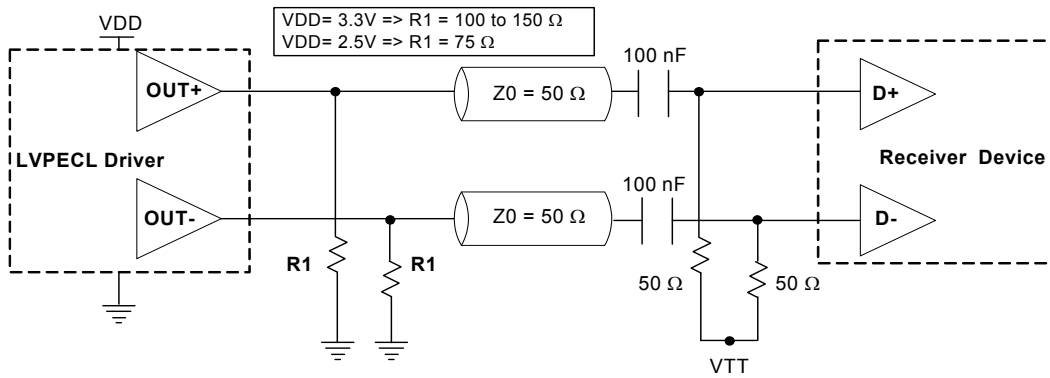 VDD
VDD= 3.3V => R1 = 100 to 150 Ω
VDD= 2.5V => R1 = 75 Ω
100 nF
OUT+
Z0 = 50 Ω
D+
LVPECL Driver
Receiver Device
100 nF
OUT-
Z0 = 50 Ω
D-
R1
R1
50 Ω
50 Ω
VTT